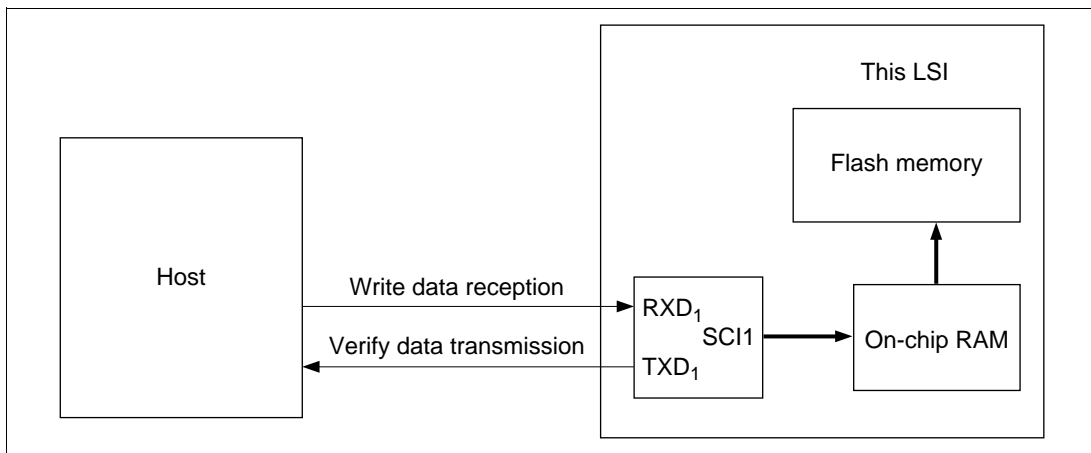 This LSI
Flash memory
Host
Write data reception
Verify data transmission
RXD₁
SCI1
TXD₁
On-chip RAM